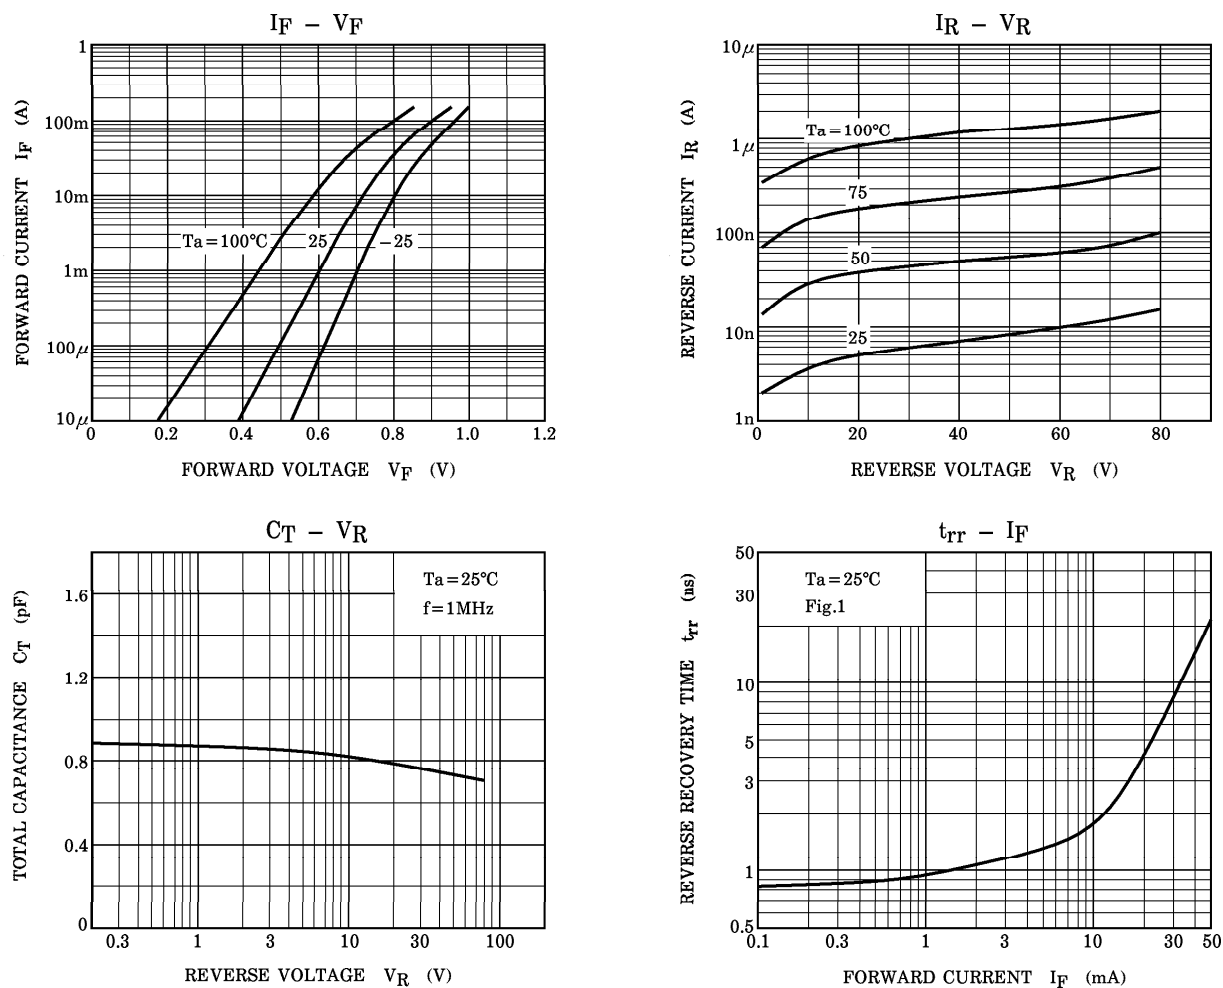 IF – VF
FORWARD CURRENT IF (A)
1
100m
10m
1m
100μ
10μ
Ta=100°C
25
−25
0
0.2
0.4
0.6
0.8
1.0
1.2
FORWARD VOLTAGE VF (V)
IR – VR
REVERSE CURRENT IR (A)
10μ
1μ
100n
10n
1n
Ta=100°C
75
50
25
0
20
40
60
80
REVERSE VOLTAGE VR (V)
CT – VR
TOTAL CAPACITANCE CT (pF)
1.6
1.2
0.8
0.4
0
Ta=25°C
f=1MHz
0.3
1
3
10
30
100
REVERSE VOLTAGE VR (V)
trr – IF
REVERSE RECOVERY TIME trr (ns)
50
30
10
5
3
1
0.5
Ta=25°C
Fig.1
0.1
0.3
1
3
10
30
50
FORWARD CURRENT IF (mA)